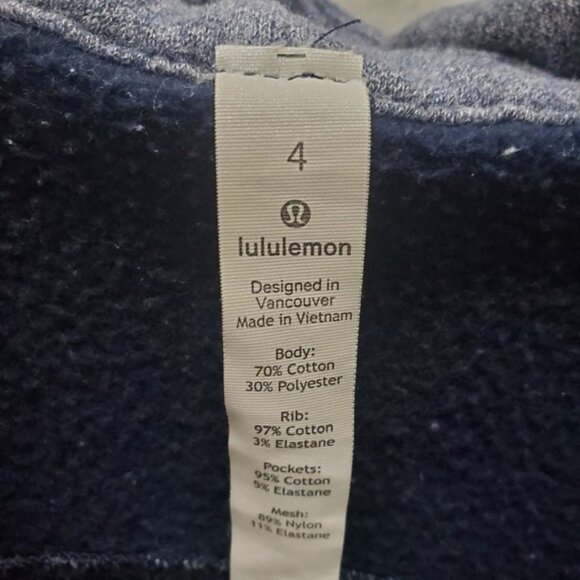 4
lululemon
Designed in
Vancouver
Made in Vietnam
Body:
70% Cotton
30% Polyester
Rib:
97% Cotton
3% Elastane
Pockets:
95% Cotton
5% Elastane
Mesh:
89% Nylon
11% Elastane